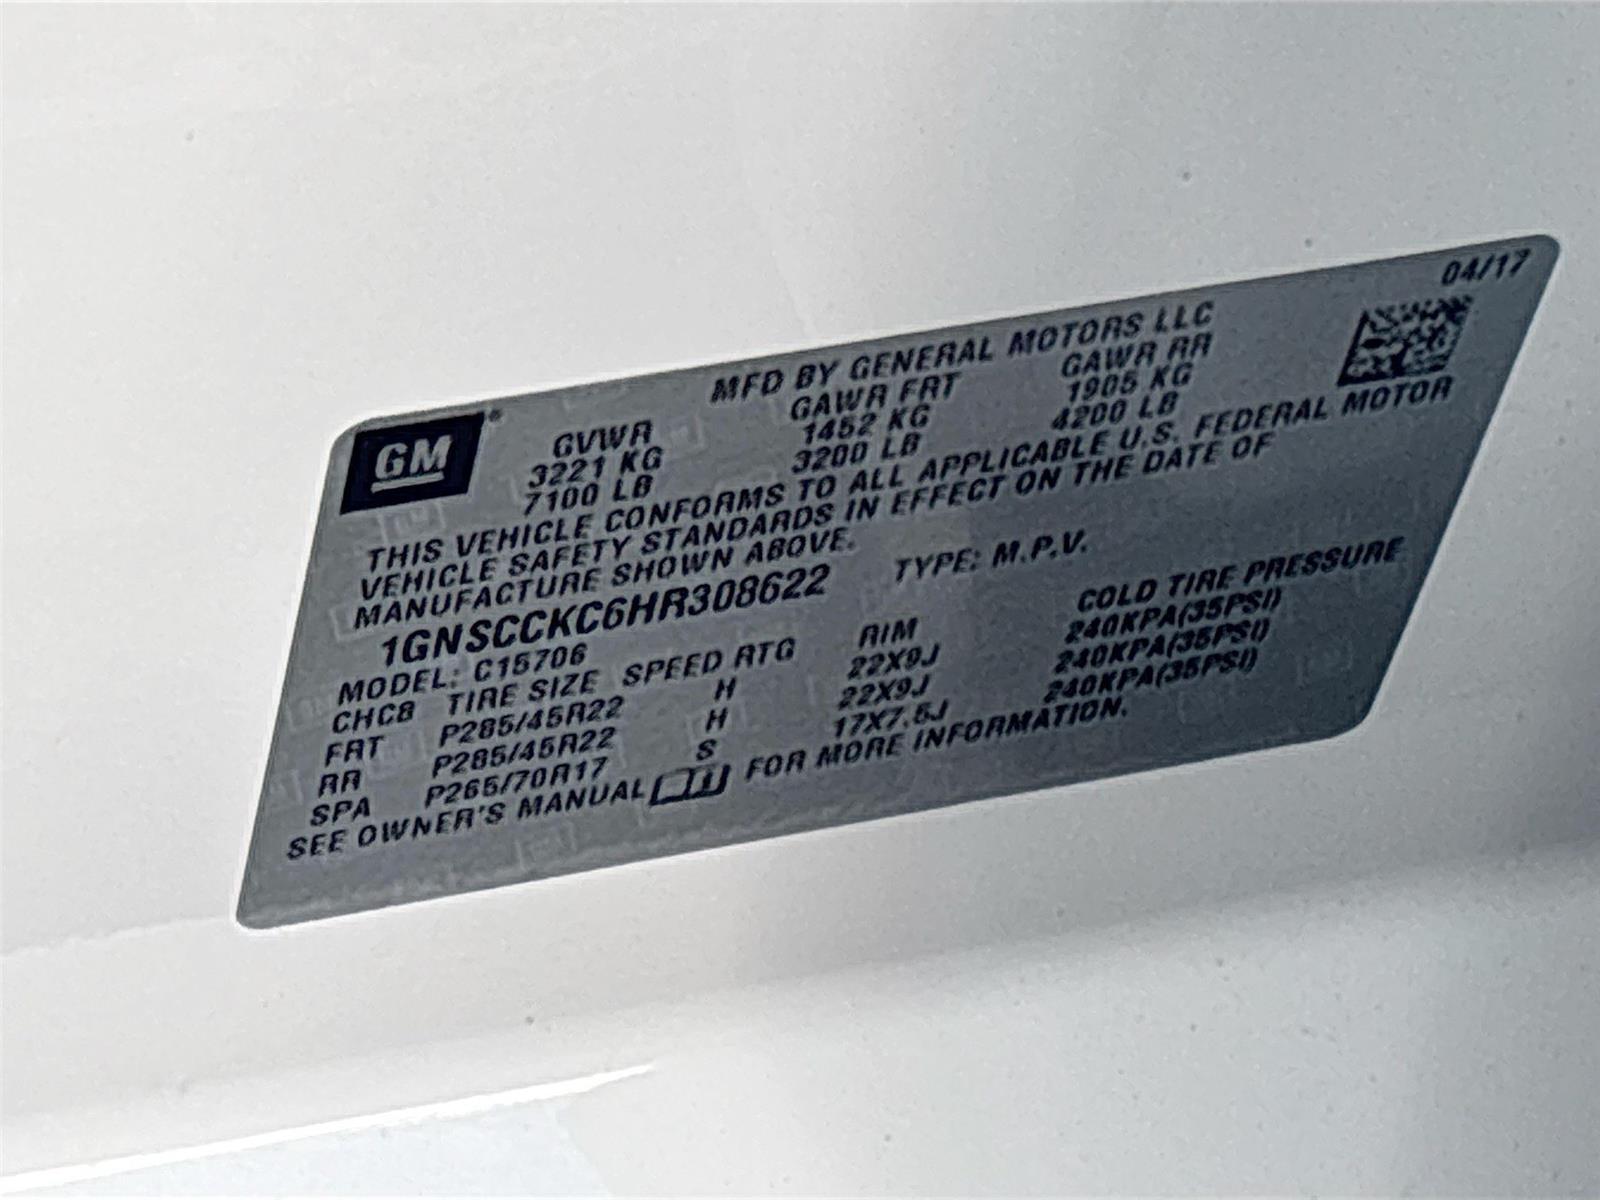 04/17
MFD BY GENERAL MOTORS LLC
GM®
GVWR GAWR FRT GAWR RR
3221 KG 1452 KG 1905 KG
7100 LB 3200 LB 4200 LB
THIS VEHICLE CONFORMS TO ALL APPLICABLE U.S. FEDERAL MOTOR
VEHICLE SAFETY STANDARDS IN EFFECT ON THE DATE OF
MANUFACTURE SHOWN ABOVE.
1GNSCCKC6HR308622 TYPE: M.P.V.
MODEL: C15706
CHC8 TIRE SIZE SPEED RTG RIM COLD TIRE PRESSURE
FRT P285/45R22 H 22X9J 240KPA(35PSI)
RR P285/45R22 H 22X9J 240KPA(35PSI)
SPA P265/70R17 S 17X7.5J 240KPA(35PSI)
SEE OWNER'S MANUAL FOR MORE INFORMATION.